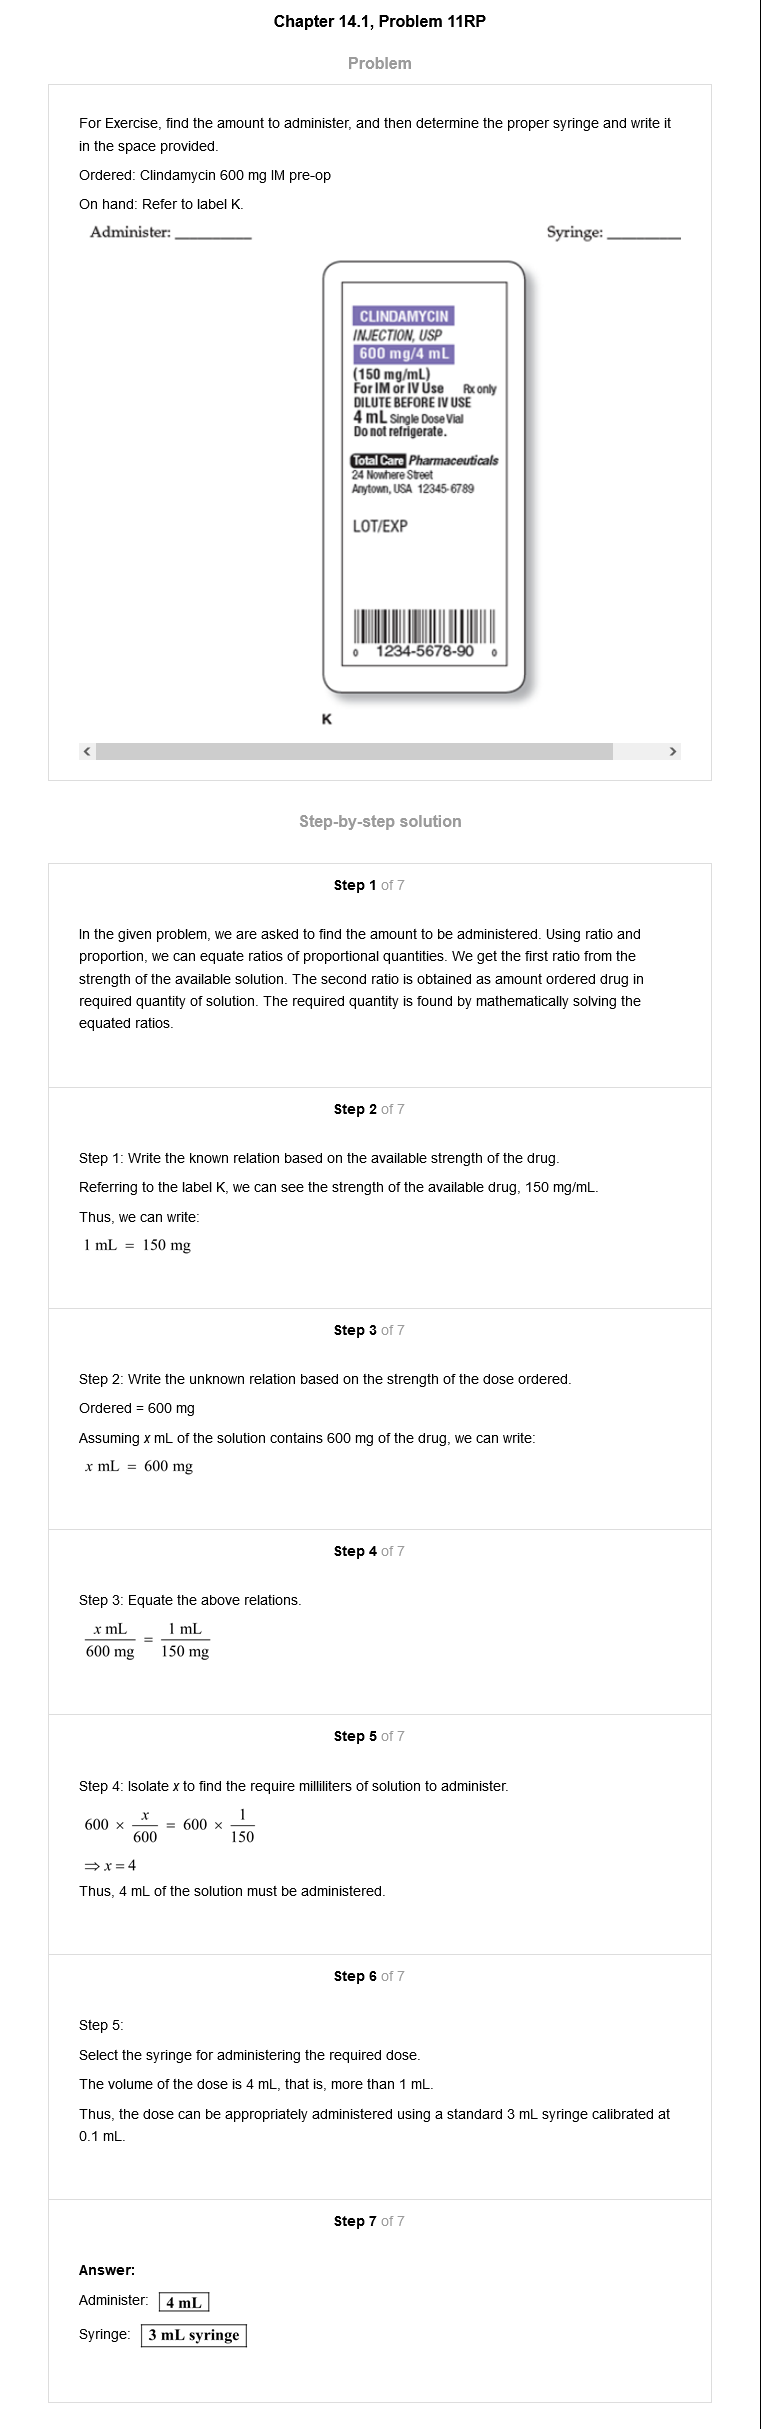 Chapter 14.1, Problem 11RP
Problem
For Exercise, find the amount to administer, and then determine the proper syringe and write it
in the space provided.
Ordered: Clindamycin 600 mg IM pre-op
On hand: Refer to label K.
Administer: __________ Syringe: __________
CLINDAMYCIN
INJECTION, USP
600 mg/4 mL
(150 mg/mL)
For IM or IV Use Rx only
DILUTE BEFORE IV USE
4 mL Single Dose Vial
Do not refrigerate.
Total Care Pharmaceuticals
24 Nowhere Street
Anytown, USA 12345-6789
LOT/EXP
0 1234-5678-90 0
K
Step-by-step solution
Step 1 of 7
In the given problem, we are asked to find the amount to be administered. Using ratio and
proportion, we can equate ratios of proportional quantities. We get the first ratio from the
strength of the available solution. The second ratio is obtained as amount ordered drug in
required quantity of solution. The required quantity is found by mathematically solving the
equated ratios.
Step 2 of 7
Step 1: Write the known relation based on the available strength of the drug.
Referring to the label K, we can see the strength of the available drug, 150 mg/mL.
Thus, we can write:
1 mL = 150 mg
Step 3 of 7
Step 2: Write the unknown relation based on the strength of the dose ordered.
Ordered = 600 mg
Assuming x mL of the solution contains 600 mg of the drug, we can write:
x mL = 600 mg
Step 4 of 7
Step 3: Equate the above relations.
x mL / 600 mg = 1 mL / 150 mg
Step 5 of 7
Step 4: Isolate x to find the require milliliters of solution to administer.
600 × x/600 = 600 × 1/150
⇒ x = 4
Thus, 4 mL of the solution must be administered.
Step 6 of 7
Step 5:
Select the syringe for administering the required dose.
The volume of the dose is 4 mL, that is, more than 1 mL.
Thus, the dose can be appropriately administered using a standard 3 mL syringe calibrated at
0.1 mL.
Step 7 of 7
Answer:
Administer: 4 mL
Syringe: 3 mL syringe